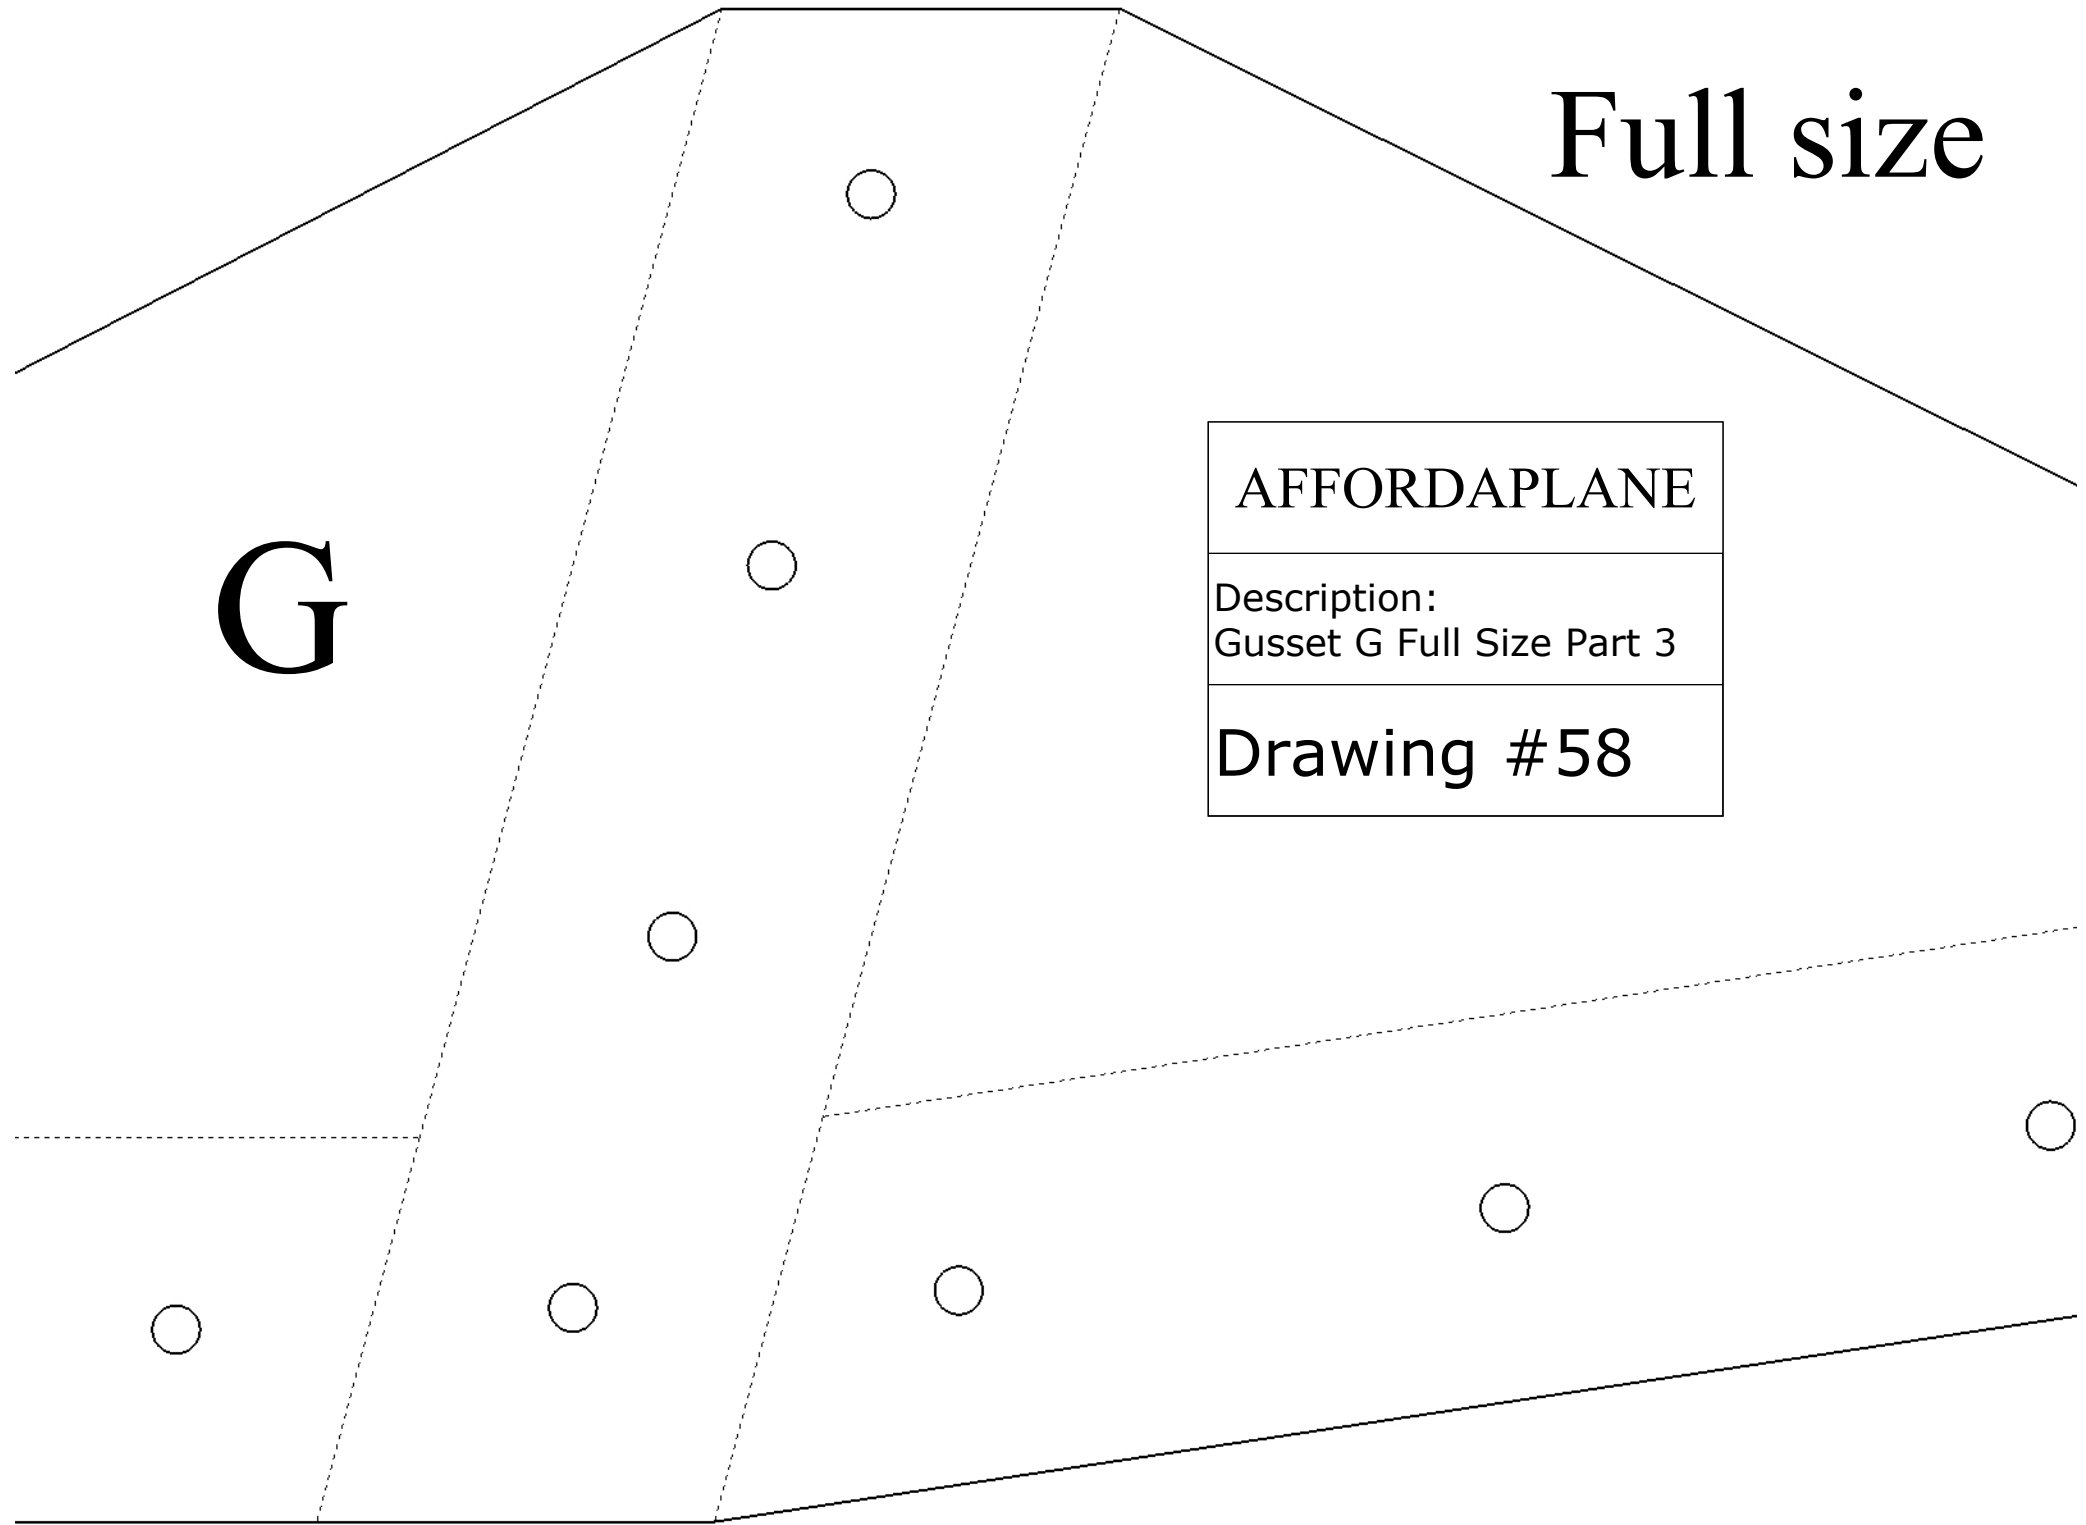 Full size
G
AFFORDAPLANE
Description:
Gusset G Full Size Part 3
Drawing #58